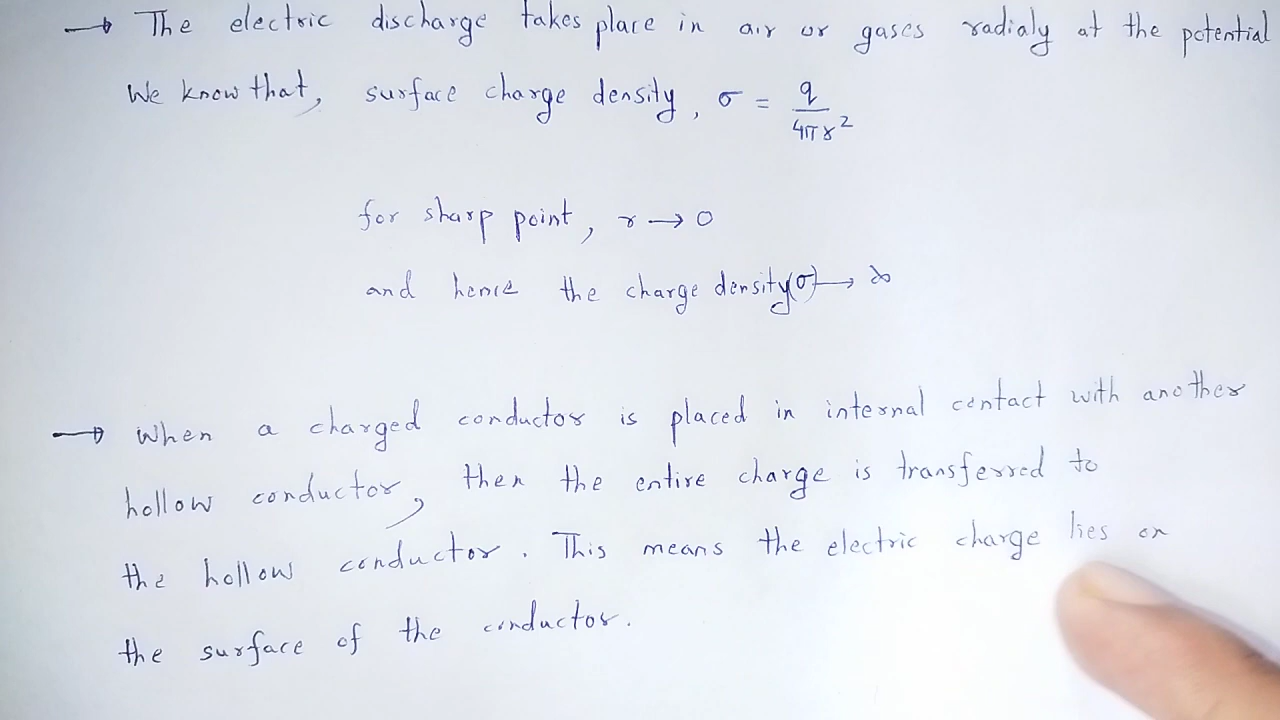 → The electric discharge takes place in air or gases radialy at the potential
We know that, surface charge density, σ = q / 4πr²
for sharp point, r → 0
and hence the charge density(σ) → ∞
→ When a charged conductor is placed in internal contact with another
hollow conductor, then the entire charge is transferred to
the hollow conductor. This means the electric charge lies on
the surface of the conductor.